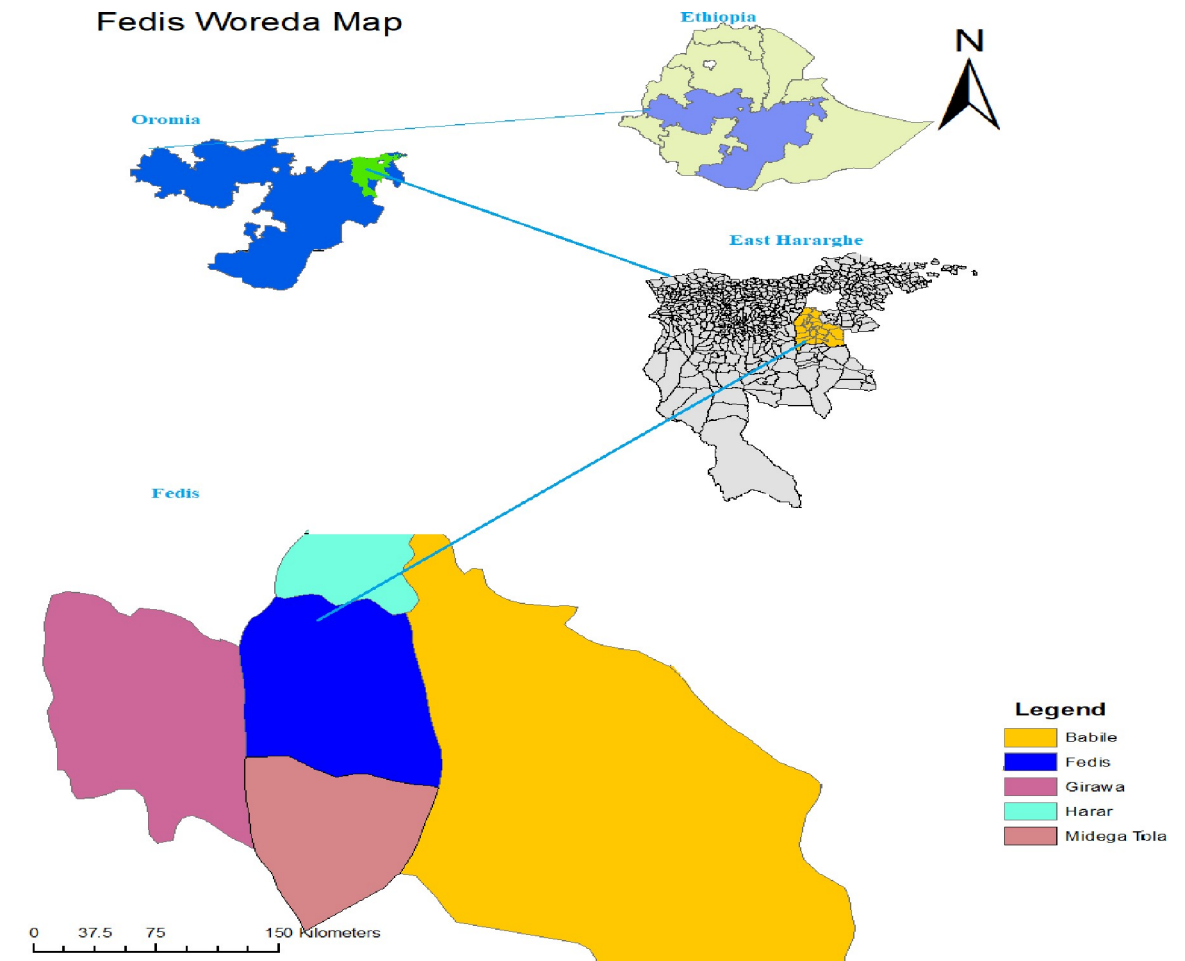 Fedis Woreda Map
Ethiopia
N
Oromia
East Hararghe
Fedis
Legend
Babile
Fedis
Girawa
Harar
Midega Tola
0 37.5 75 150 Kilometers